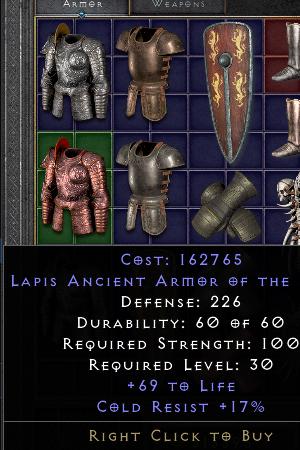 Armor Weapons
Cost: 162765
Lapis Ancient Armor of the
Defense: 226
Durability: 60 of 60
Required Strength: 100
Required Level: 30
+69 to Life
Cold Resist +17%
Right Click to Buy